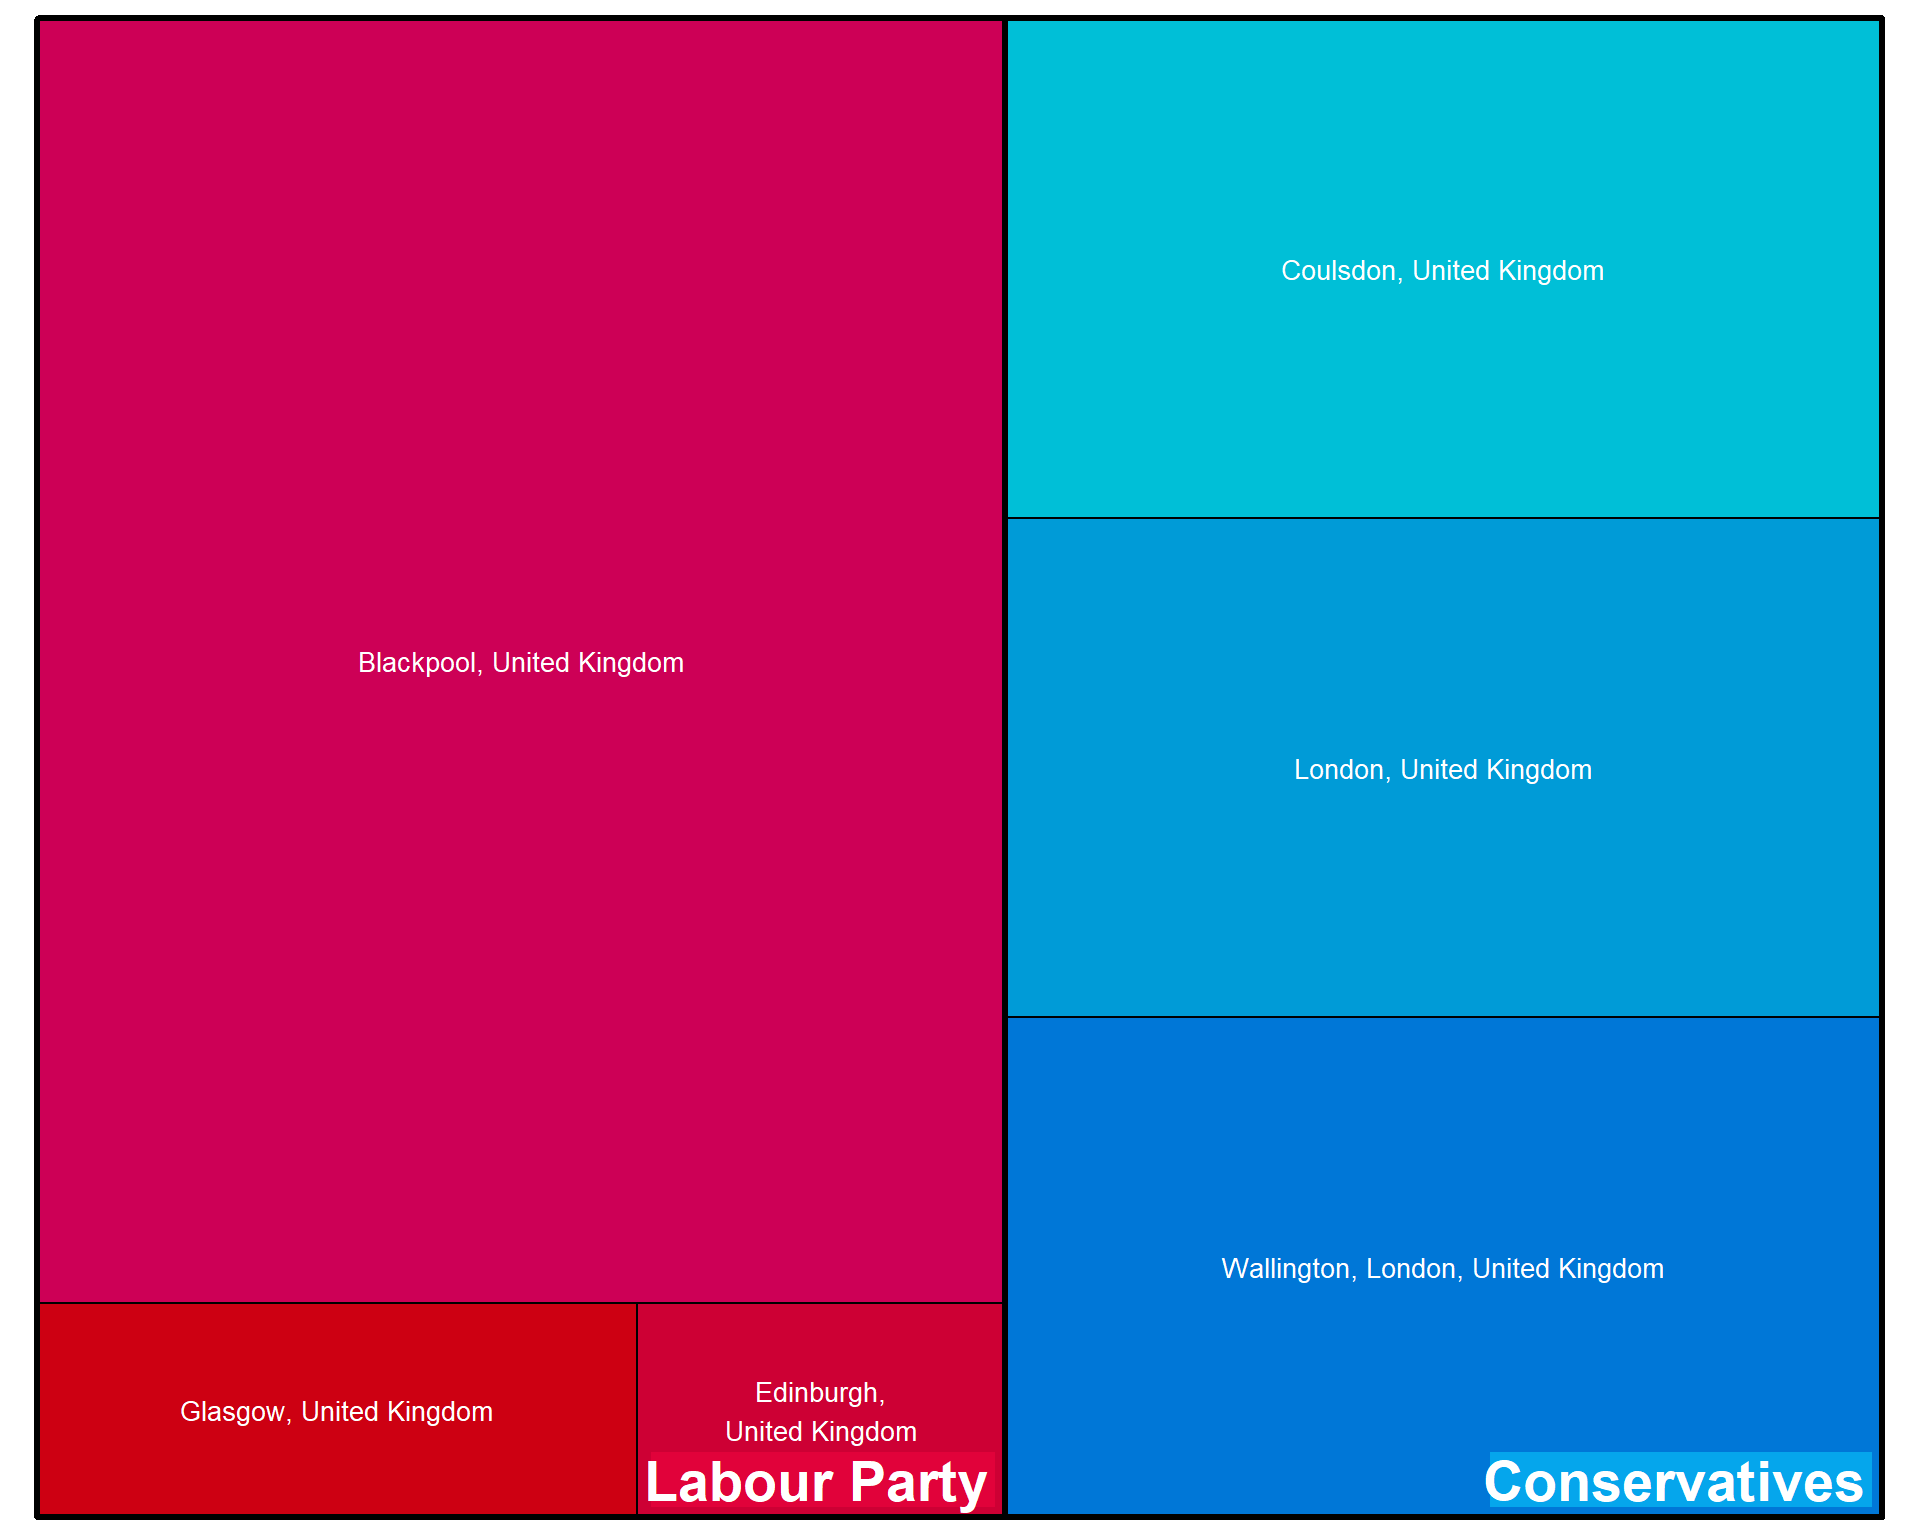 Blackpool, United Kingdom
Glasgow, United Kingdom
Edinburgh,
United Kingdom
Labour Party
Coulsdon, United Kingdom
London, United Kingdom
Wallington, London, United Kingdom
Conservatives